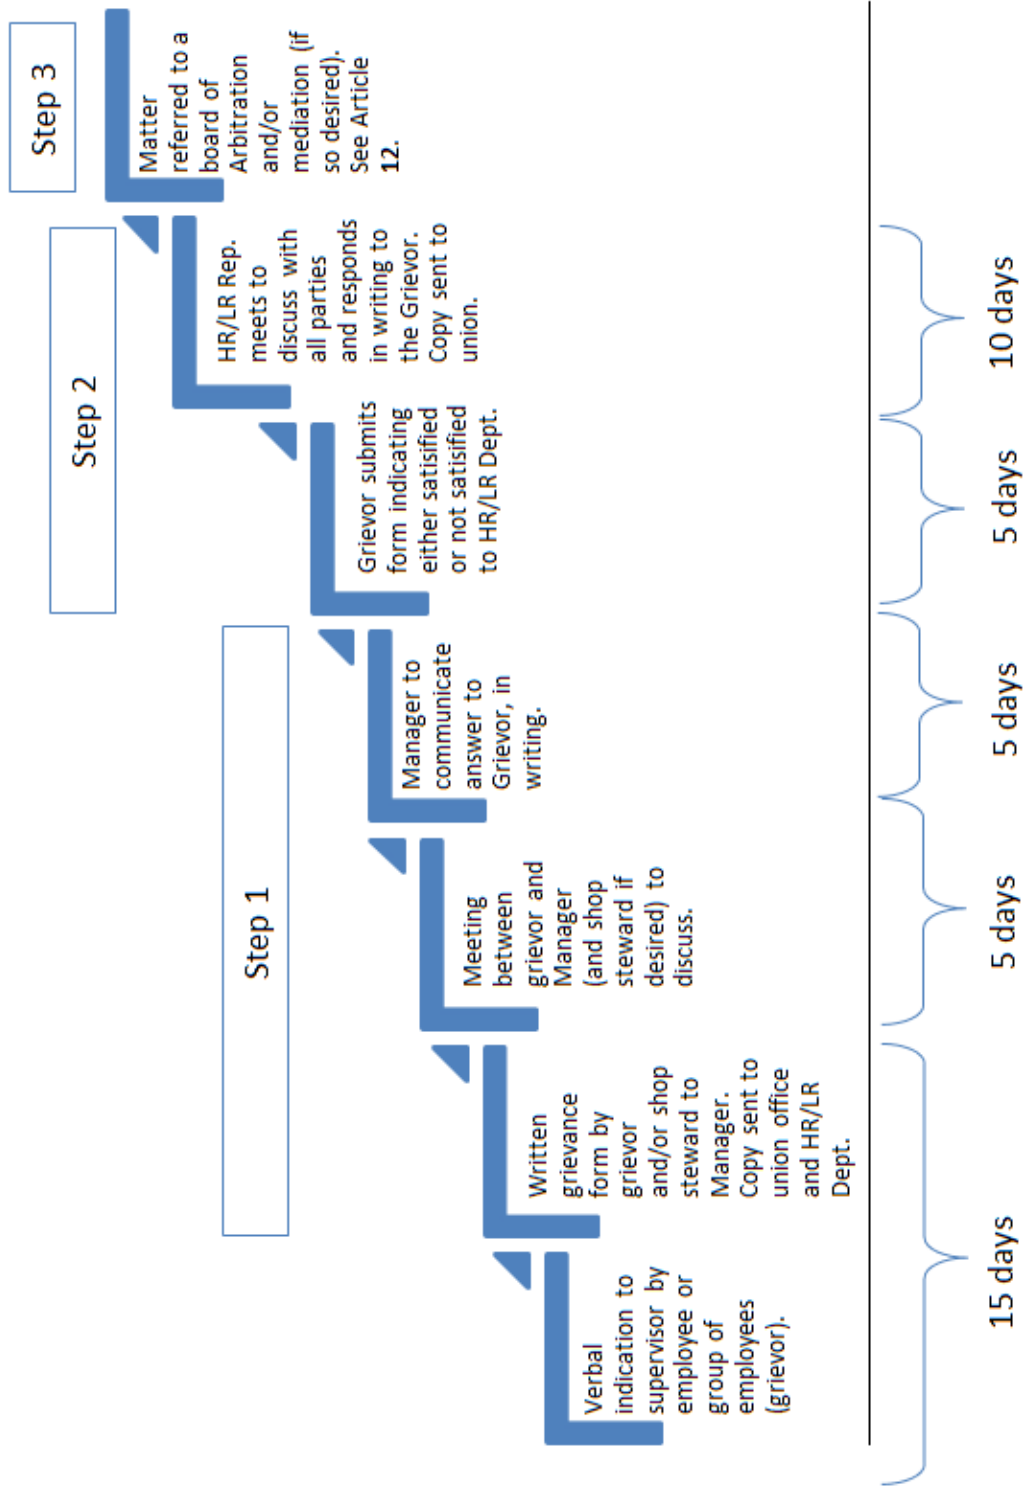 Step 1
Step 2
Step 3
Verbal
indication to
supervisor by
employee or
group of
employees
(grievor).
Written
grievance
form by
grievor
and/or shop
steward to
Manager.
Copy sent to
union office
and HR/LR
Dept.
Meeting
between
grievor and
Manager
(and shop
steward if
desired) to
discuss.
Manager to
communicate
answer to
Grievor, in
writing.
Grievor submits
form indicating
either satisified
or not satisified
to HR/LR Dept.
HR/LR Rep.
meets to
discuss with
all parties
and responds
in writing to
the Grievor.
Copy sent to
union.
Matter
referred to a
board of
Arbitration
and/or
mediation (if
so desired).
See Article
12.
15 days
5 days
5 days
5 days
10 days